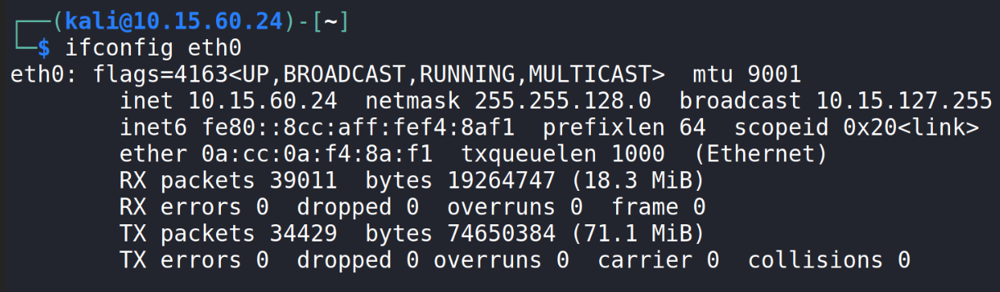 ┌──(kali@10.15.60.24)-[~]
└─$ ifconfig eth0
eth0: flags=4163<UP,BROADCAST,RUNNING,MULTICAST>  mtu 9001
        inet 10.15.60.24  netmask 255.255.128.0  broadcast 10.15.127.255
        inet6 fe80::8cc:aff:fef4:8af1  prefixlen 64  scopeid 0x20<link>
        ether 0a:cc:0a:f4:8a:f1  txqueuelen 1000  (Ethernet)
        RX packets 39011  bytes 19264747 (18.3 MiB)
        RX errors 0  dropped 0  overruns 0  frame 0
        TX packets 34429  bytes 74650384 (71.1 MiB)
        TX errors 0  dropped 0 overruns 0  carrier 0  collisions 0